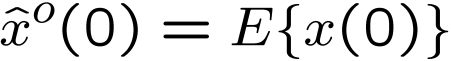 x̂ᵒ(0) = E{x(0)}